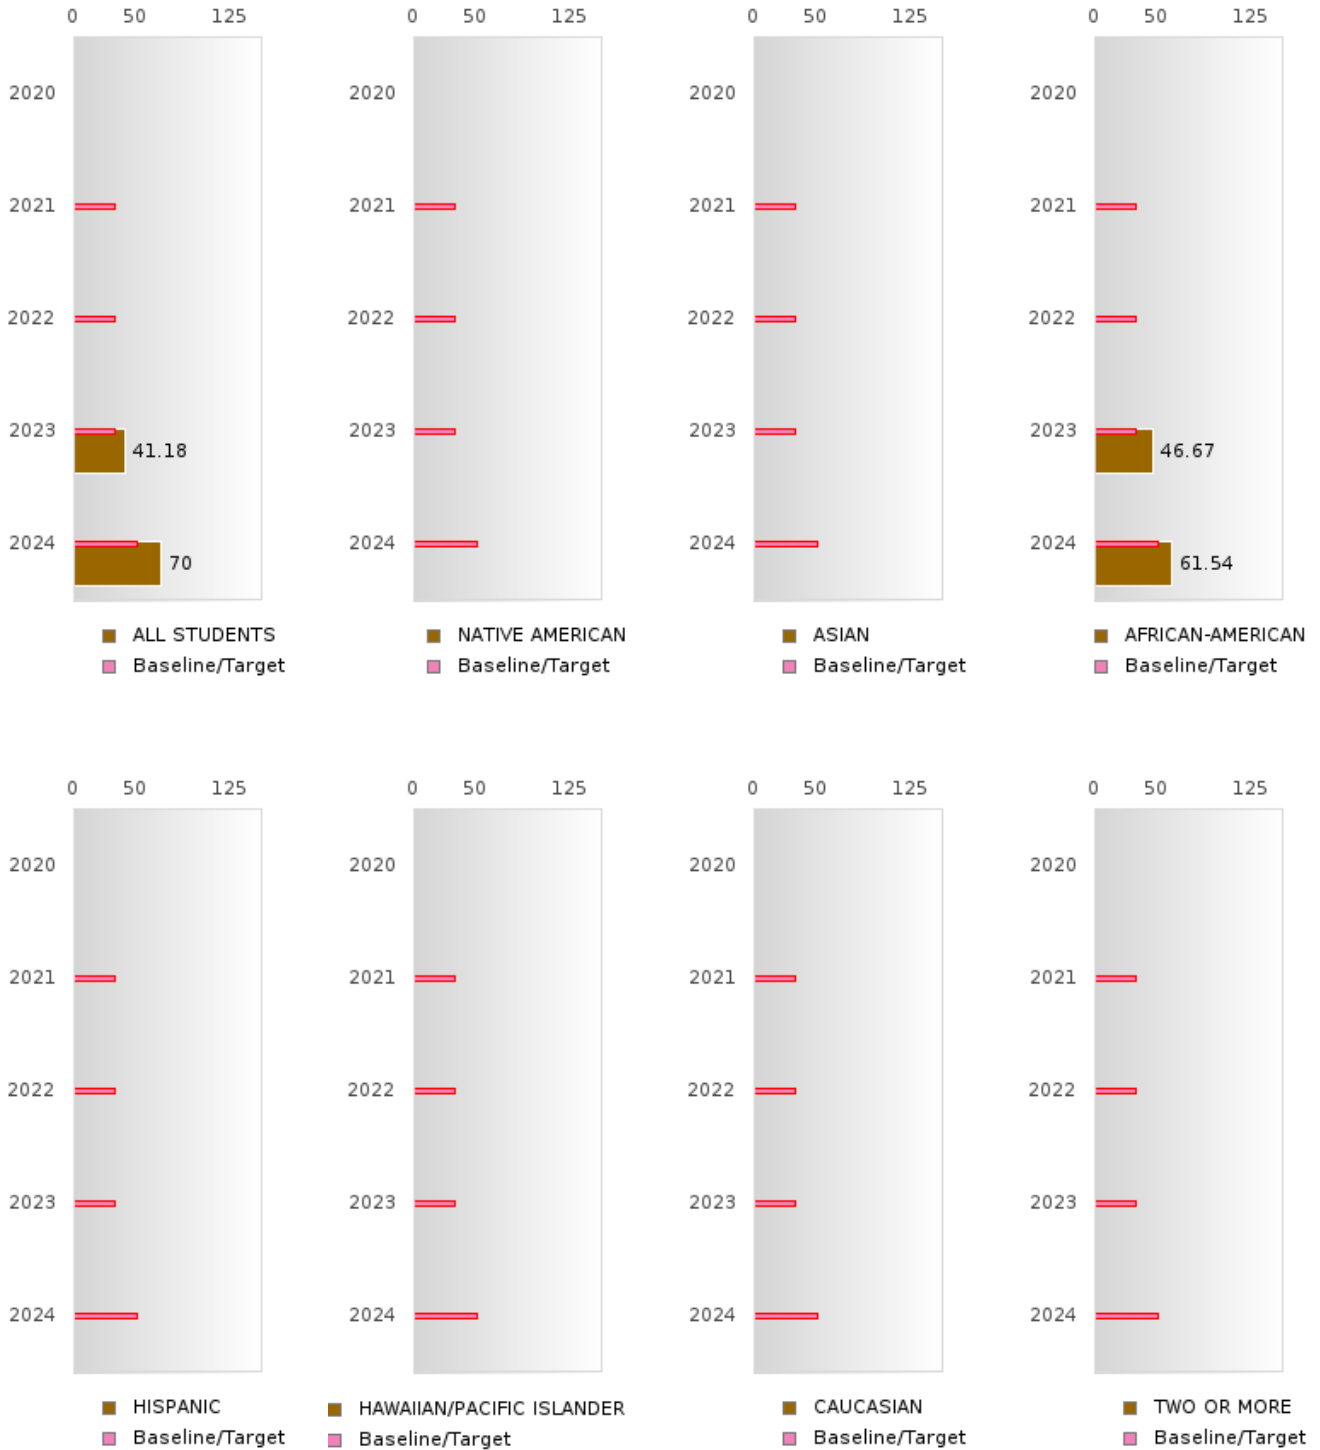 0 50 125 0 50 125 0 50 125 0 50 125
2020 2020 2020 2020
2021 2021 2021 2021
2022 2022 2022 2022
2023 2023 2023 2023
41.18 46.67
2024 2024 2024 2024
70 61.54
ALL STUDENTS NATIVE AMERICAN ASIAN AFRICAN-AMERICAN
Baseline/Target Baseline/Target Baseline/Target Baseline/Target
0 50 125 0 50 125 0 50 125 0 50 125
2020 2020 2020 2020
2021 2021 2021 2021
2022 2022 2022 2022
2023 2023 2023 2023
2024 2024 2024 2024
HISPANIC HAWAIIAN/PACIFIC ISLANDER CAUCASIAN TWO OR MORE
Baseline/Target Baseline/Target Baseline/Target Baseline/Target